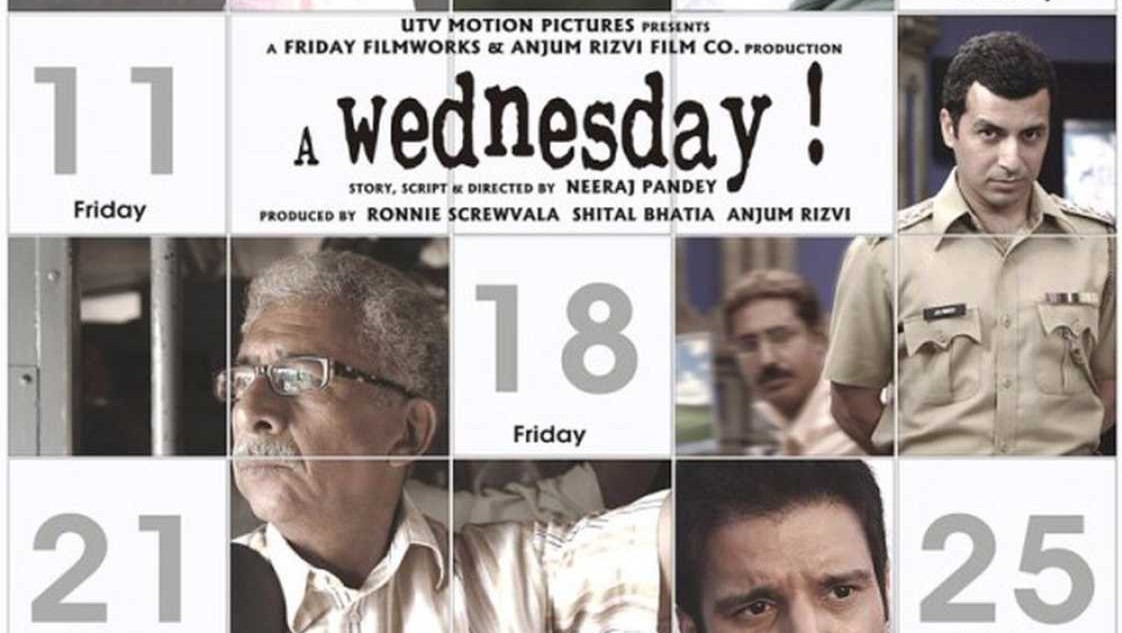 UTV MOTION PICTURES PRESENTS
A FRIDAY FILMWORKS & ANJUM RIZVI FILM CO. PRODUCTION
11
A wednesday !
STORY, SCRIPT & DIRECTED BY NEERAJ PANDEY
Friday
PRODUCED BY RONNIE SCREWVALA SHITAL BHATIA ANJUM RIZVI
18
Friday
21
25